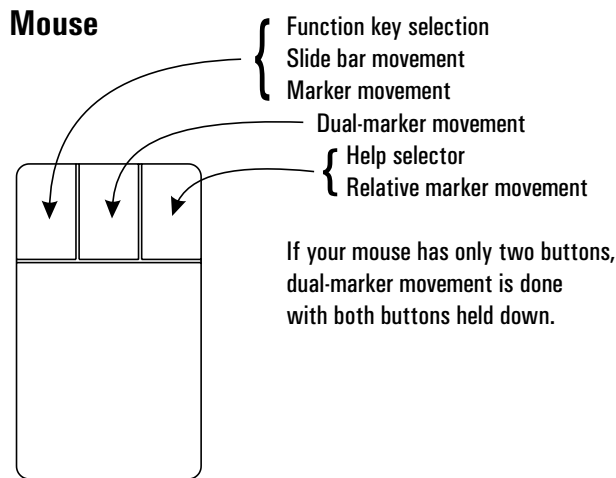 Mouse
Function key selection
Slide bar movement
Marker movement
Dual-marker movement
Help selector
Relative marker movement
If your mouse has only two buttons,
dual-marker movement is done
with both buttons held down.